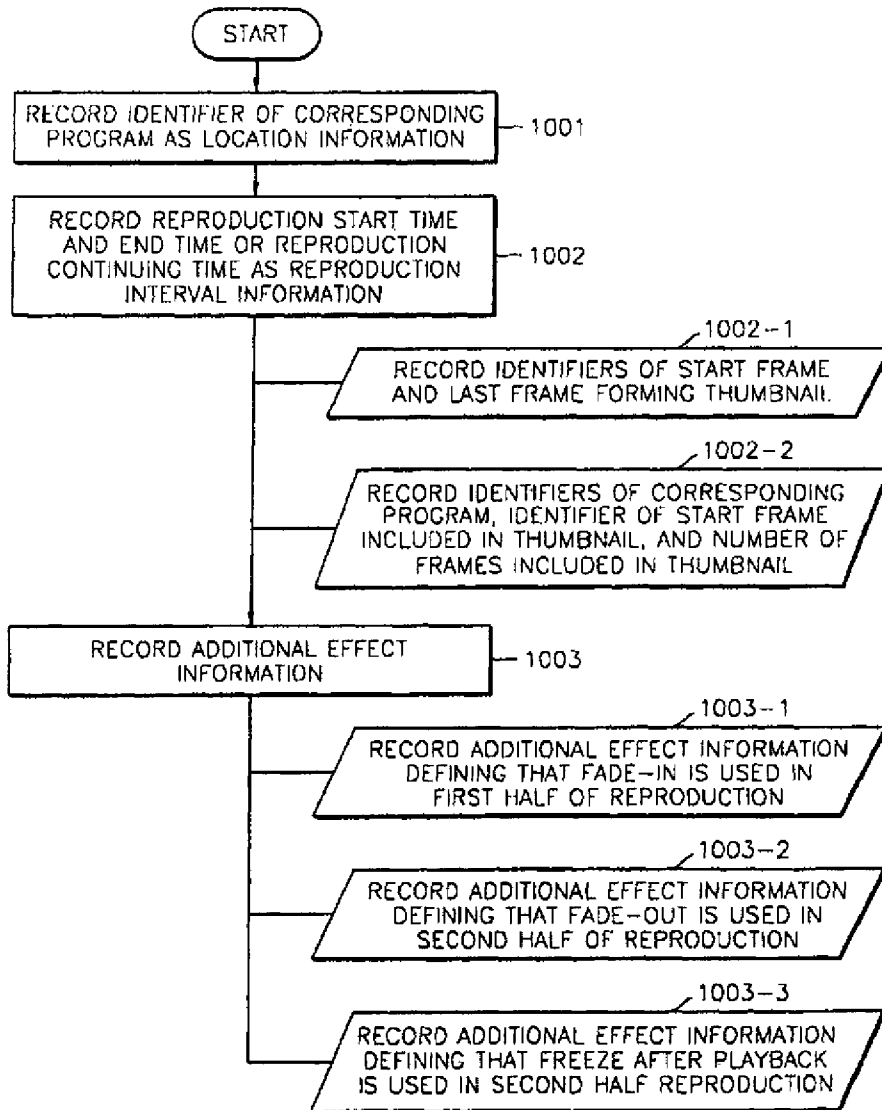 START
RECORD IDENTIFIER OF CORRESPONDING
PROGRAM AS LOCATION INFORMATION
1001
RECORD REPRODUCTION START TIME
AND END TIME OR REPRODUCTION
CONTINUING TIME AS REPRODUCTION
INTERVAL INFORMATION
1002
1002-1
RECORD IDENTIFIERS OF START FRAME
AND LAST FRAME FORMING THUMBNAIL
1002-2
RECORD IDENTIFIERS OF CORRESPONDING
PROGRAM, IDENTIFIER OF START FRAME
INCLUDED IN THUMBNAIL, AND NUMBER OF
FRAMES INCLUDED IN THUMBNAIL
RECORD ADDITIONAL EFFECT
INFORMATION
1003
1003-1
RECORD ADDITIONAL EFFECT INFORMATION
DEFINING THAT FADE-IN IS USED IN
FIRST HALF OF REPRODUCTION
1003-2
RECORD ADDITIONAL EFFECT INFORMATION
DEFINING THAT FADE-OUT IS USED IN
SECOND HALF OF REPRODUCTION
1003-3
RECORD ADDITIONAL EFFECT INFORMATION
DEFINING THAT FREEZE AFTER PLAYBACK
IS USED IN SECOND HALF REPRODUCTION